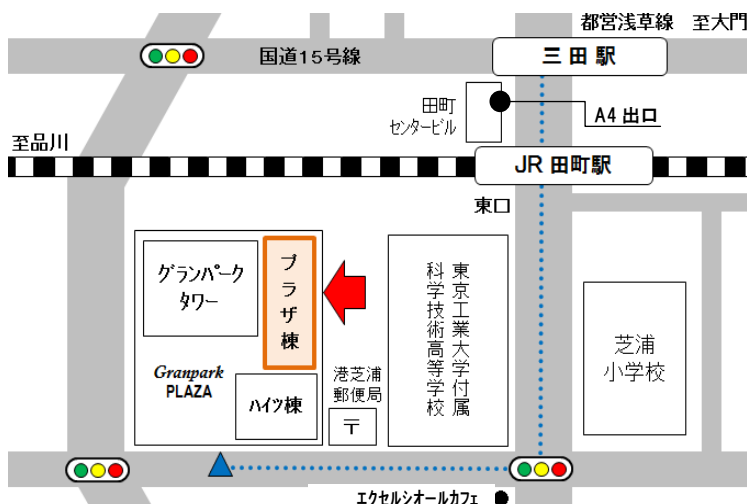 都営浅草線 至大門
国道15号線
三田駅
田町
センタービル
A4 出口
至品川
JR 田町駅
東口
グランパーク
タワー
プラザ棟
Granpark
PLAZA
ハイツ棟
港芝浦
郵便局
〒
東京工業大学付属
科学技術高等学校
芝浦
小学校
エクセルシオールカフェ